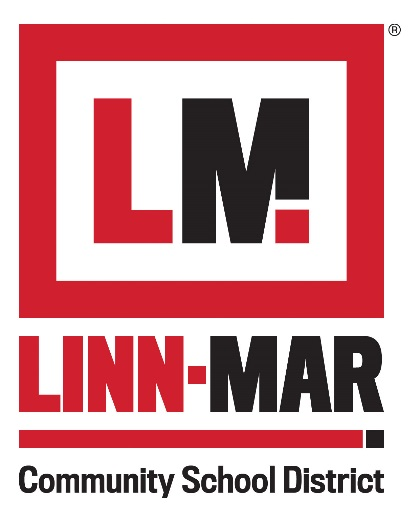 ®
LM
LINN-MAR
Community School District